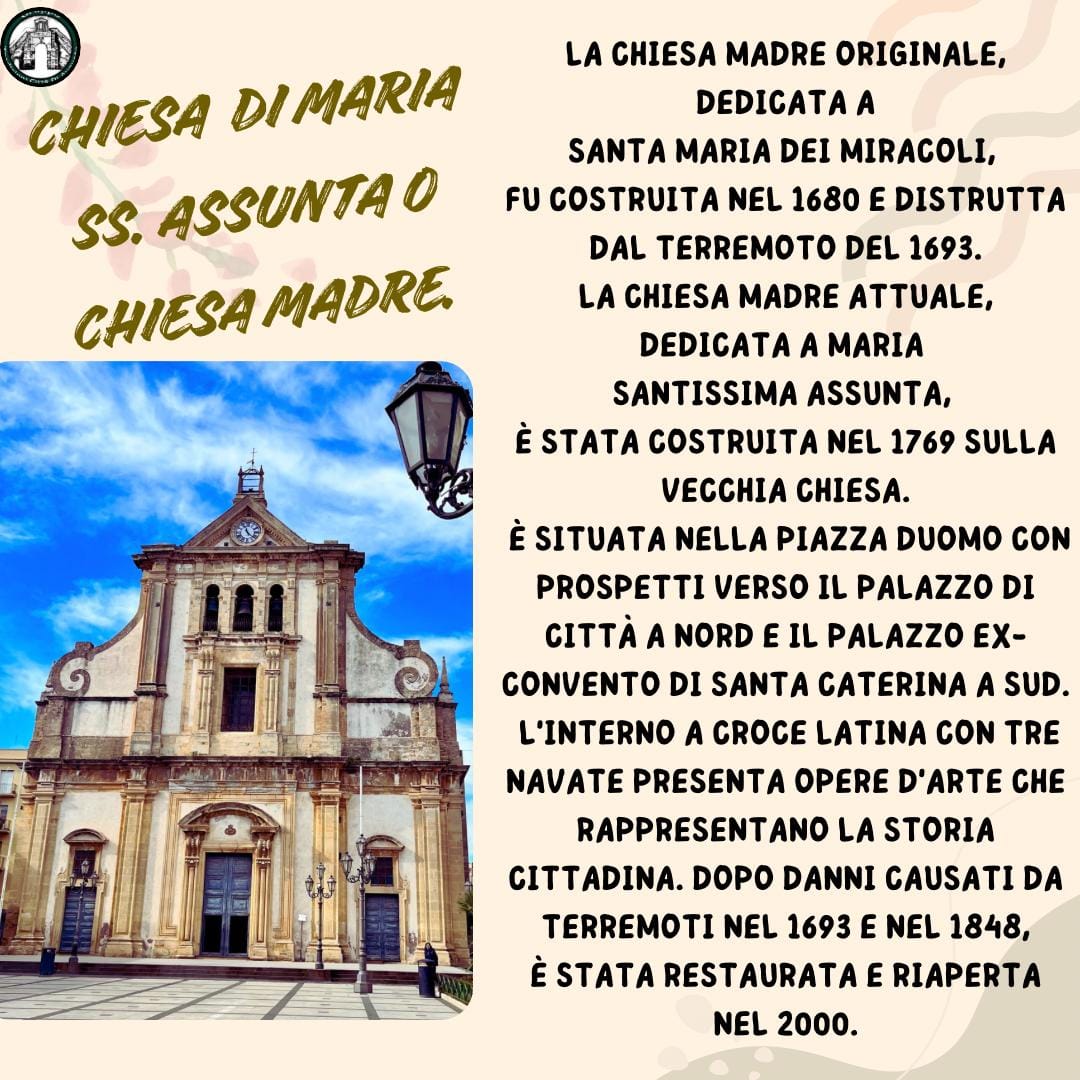 CHIESA DI MARIA
SS. ASSUNTA O
CHIESA MADRE.
LA CHIESA MADRE ORIGINALE,
DEDICATA A
SANTA MARIA DEI MIRACOLI,
FU COSTRUITA NEL 1680 E DISTRUTTA
DAL TERREMOTO DEL 1693.
LA CHIESA MADRE ATTUALE,
DEDICATA A MARIA
SANTISSIMA ASSUNTA,
È STATA COSTRUITA NEL 1769 SULLA
VECCHIA CHIESA.
È SITUATA NELLA PIAZZA DUOMO CON
PROSPETTI VERSO IL PALAZZO DI
CITTÀ A NORD E IL PALAZZO EX-
CONVENTO DI SANTA CATERINA A SUD.
L'INTERNO A CROCE LATINA CON TRE
NAVATE PRESENTA OPERE D'ARTE CHE
RAPPRESENTANO LA STORIA
CITTADINA. DOPO DANNI CAUSATI DA
TERREMOTI NEL 1693 E NEL 1848,
È STATA RESTAURATA E RIAPERTA
NEL 2000.